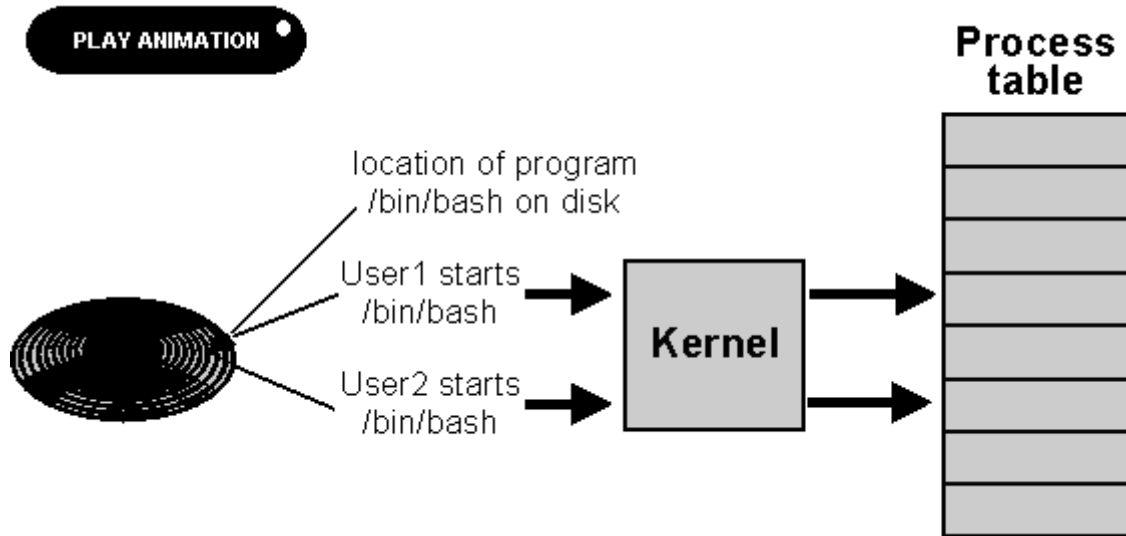 PLAY ANIMATION
Process
table
location of program
/bin/bash on disk
User1 starts
/bin/bash
Kernel
User2 starts
/bin/bash